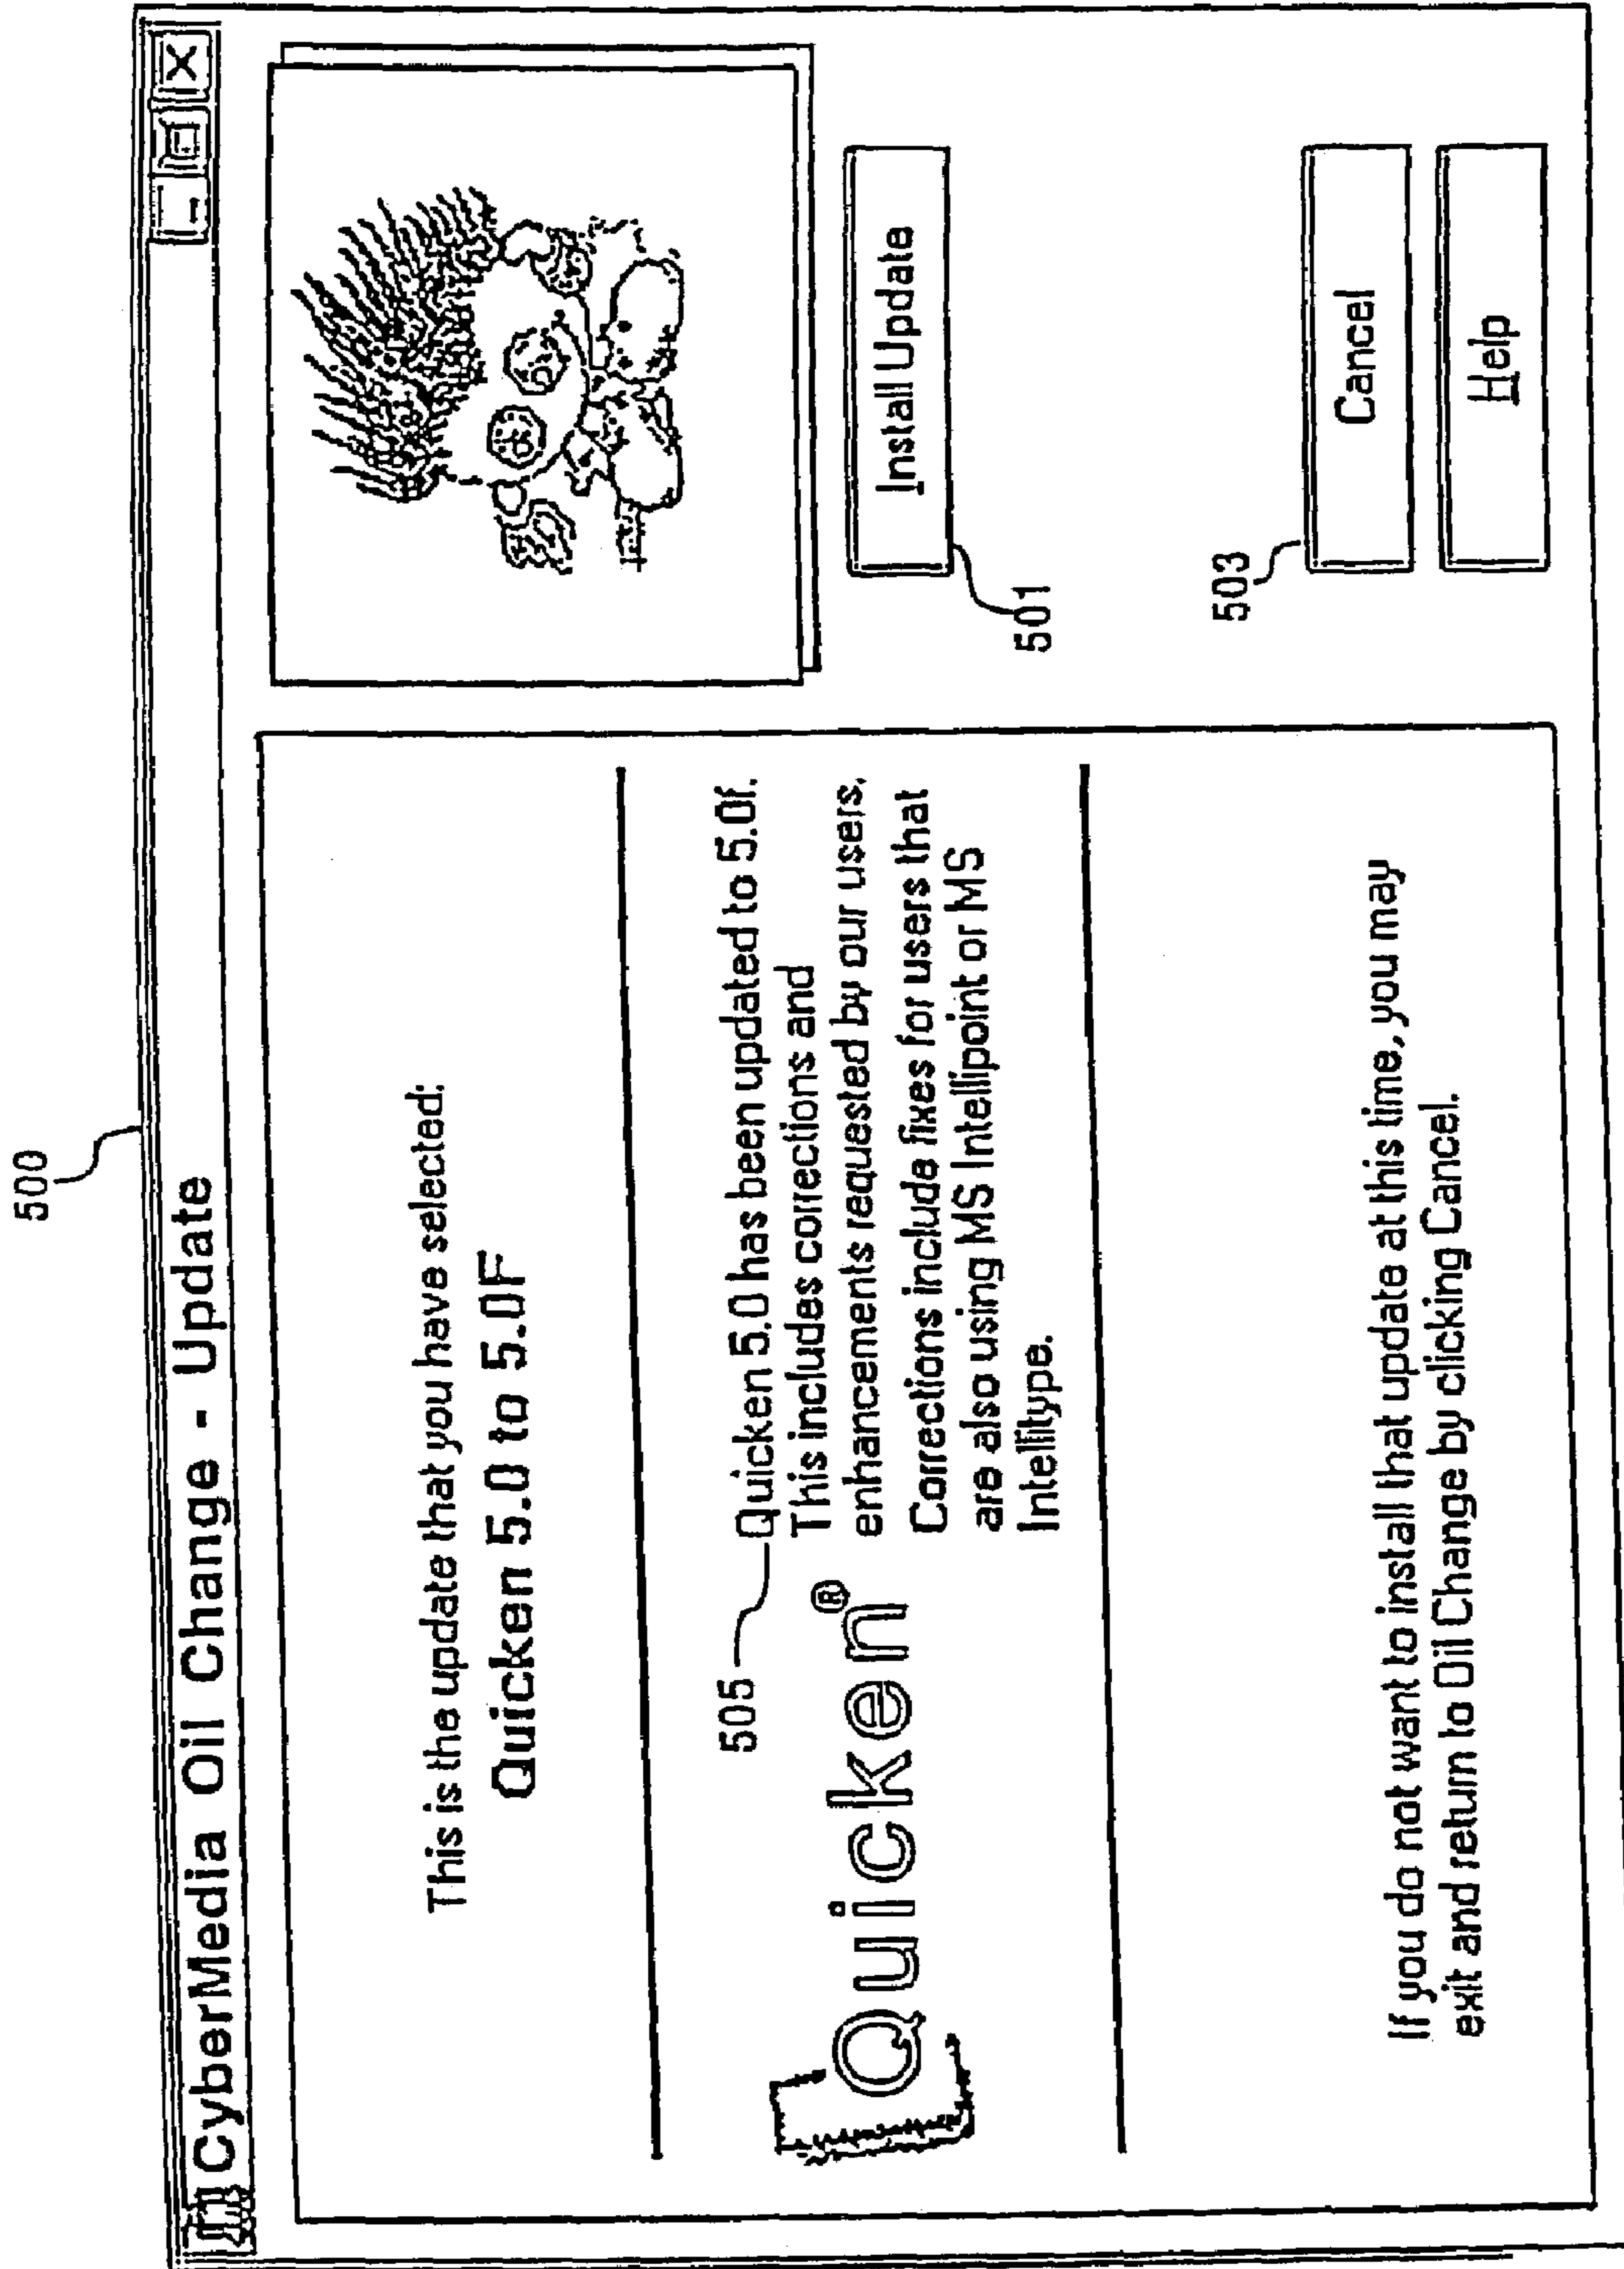 500
CyberMedia Oil Change - Update
This is the update that you have selected:
Quicken 5.0 to 5.0F
505
Quicken®
Quicken 5.0 has been updated to 5.0f.
This includes corrections and
enhancements requested by our users.
Corrections include fixes for users that
are also using MS Intellipoint or MS
Intellitype.
If you do not want to install that update at this time, you may
exit and return to Oil Change by clicking Cancel.
Install Update
501
503
Cancel
Help